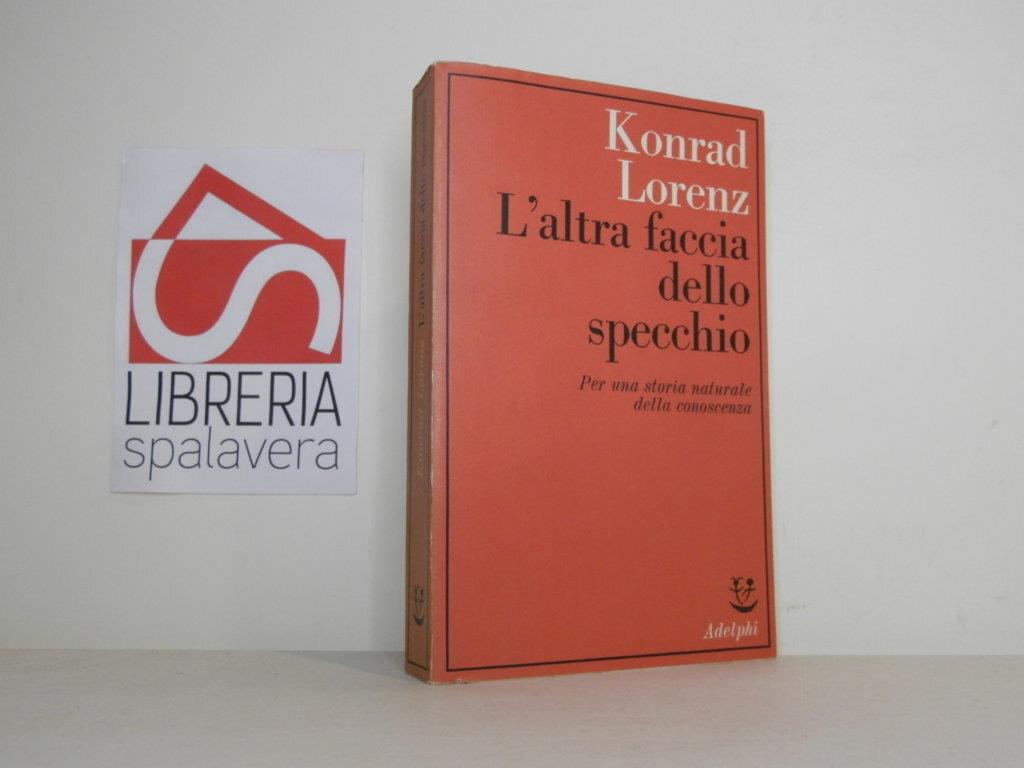 LIBRERIA
spalavera
Konrad
Lorenz
L'altra faccia
dello
specchio
Per una storia naturale
della conoscenza
Adelphi
Konrad Lorenz L'altra faccia dello specchio